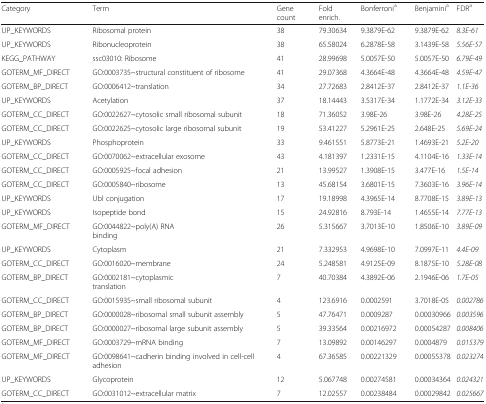 Category Term Gene count Fold enrich. Bonferroniᵃ Benjaminiᵃ FDRᵃ
UP_KEYWORDS Ribosomal protein 38 79.30634 9.3879E-62 9.3879E-62 8.3E-61
UP_KEYWORDS Ribonucleoprotein 38 65.58024 6.2878E-58 3.1439E-58 5.56E-57
KEGG_PATHWAY ssc03010: Ribosome 41 28.99698 5.0057E-50 5.0057E-50 6.79E-49
GOTERM_MF_DIRECT GO:0003735~structural constituent of ribosome 41 29.07368 4.3664E-48 4.3664E-48 4.59E-47
GOTERM_BP_DIRECT GO:0006412~translation 34 27.72683 2.8412E-37 2.8412E-37 1.1E-36
UP_KEYWORDS Acetylation 37 18.14443 3.5317E-34 1.1772E-34 3.12E-33
GOTERM_CC_DIRECT GO:0022627~cytosolic small ribosomal subunit 18 71.36052 3.98E-26 3.98E-26 4.28E-25
GOTERM_CC_DIRECT GO:0022625~cytosolic large ribosomal subunit 19 53.41227 5.2961E-25 2.648E-25 5.69E-24
UP_KEYWORDS Phosphoprotein 33 9.461551 5.8773E-21 1.4693E-21 5.2E-20
GOTERM_CC_DIRECT GO:0070062~extracellular exosome 43 4.181397 1.2331E-15 4.1104E-16 1.33E-14
GOTERM_CC_DIRECT GO:0005925~focal adhesion 21 13.99527 1.3908E-15 3.477E-16 1.5E-14
GOTERM_CC_DIRECT GO:0005840~ribosome 13 45.68154 3.6801E-15 7.3603E-16 3.96E-14
UP_KEYWORDS Ubl conjugation 17 19.18998 4.3965E-14 8.7708E-15 3.89E-13
UP_KEYWORDS Isopeptide bond 15 24.92816 8.793E-14 1.4655E-14 7.77E-13
GOTERM_MF_DIRECT GO:0044822~poly(A) RNA binding 26 5.315667 3.7013E-10 1.8506E-10 3.89E-09
UP_KEYWORDS Cytoplasm 21 7.332953 4.9698E-10 7.0997E-11 4.4E-09
GOTERM_CC_DIRECT GO:0016020~membrane 24 5.248581 4.9125E-09 8.1875E-10 5.28E-08
GOTERM_BP_DIRECT GO:0002181~cytoplasmic translation 7 40.70384 4.3892E-06 2.1946E-06 1.7E-05
GOTERM_CC_DIRECT GO:0015935~small ribosomal subunit 4 123.6916 0.0002591 3.7018E-05 0.002786
GOTERM_BP_DIRECT GO:0000028~ribosomal small subunit assembly 5 47.76471 0.0009287 0.00030966 0.003596
GOTERM_BP_DIRECT GO:0000027~ribosomal large subunit assembly 5 39.33564 0.00216972 0.00054287 0.008406
GOTERM_MF_DIRECT GO:0003729~mRNA binding 7 13.09892 0.00146297 0.0004879 0.015379
GOTERM_MF_DIRECT GO:0098641~cadherin binding involved in cell-cell adhesion 4 67.36585 0.00221329 0.00055378 0.023274
UP_KEYWORDS Glycoprotein 12 5.067748 0.00274581 0.00034364 0.024321
GOTERM_CC_DIRECT GO:0031012~extracellular matrix 7 12.02557 0.00238484 0.00029842 0.025667